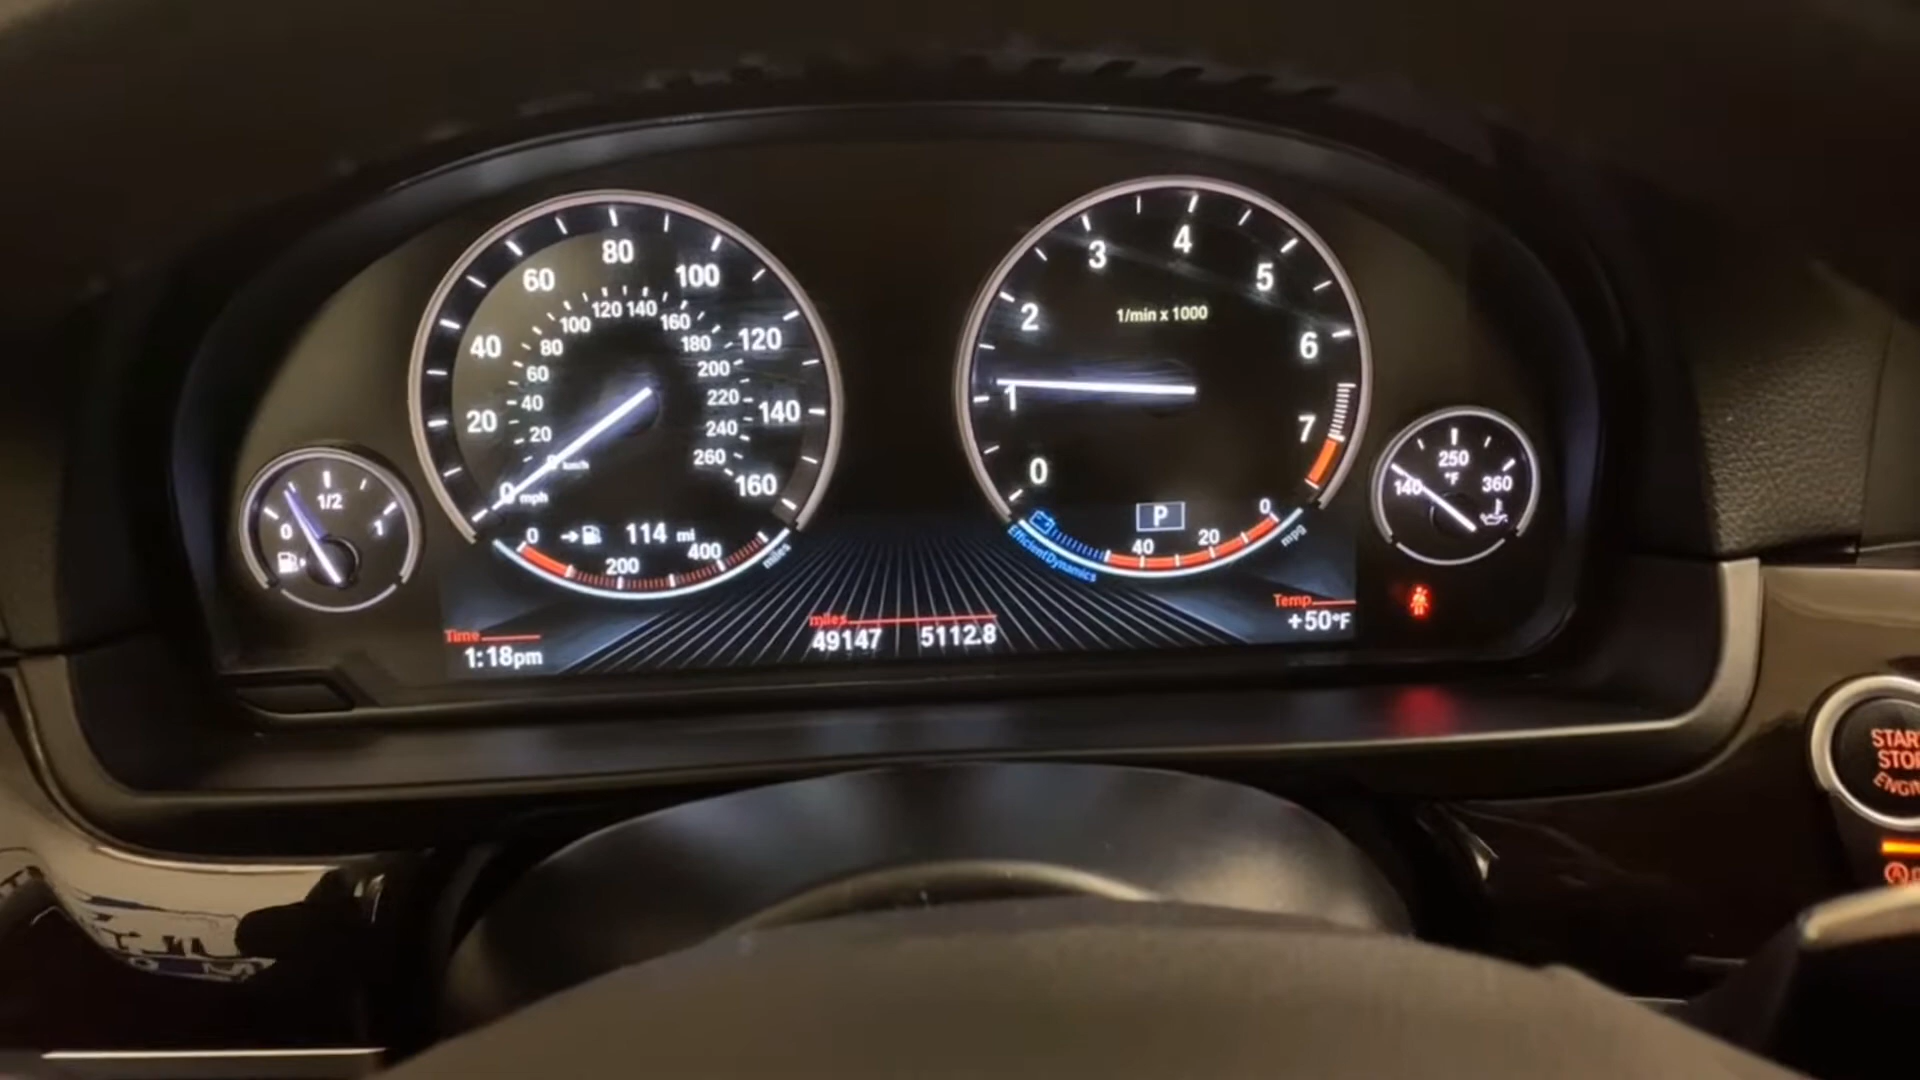 80
60
100
40
120
20
140
0 mph
160
120 140
100
160
80
180
60
200
40
220
20
240
0 km/h
260
0
114 mi
200
400
miles
4
3
5
2
6
1
7
0
1/min x 1000
P
40
20
0
mpg
EfficientDynamics
0
1/2
1
140
250
°F
360
Time
1:18pm
miles
49147 5112.8
Temp
+50°F
START
STOP
ENGINE